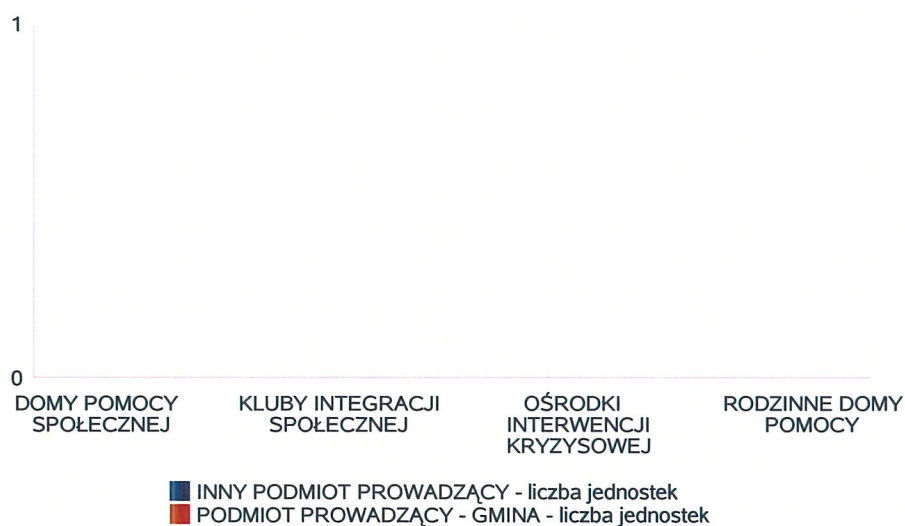 1
0
DOMY POMOCY
SPOŁECZNEJ
KLUBY INTEGRACJI
SPOŁECZNEJ
OŚRODKI
INTERWENCJI
KRYZYSOWEJ
RODZINNE DOMY
POMOCY
INNY PODMIOT PROWADZĄCY - liczba jednostek
PODMIOT PROWADZĄCY - GMINA - liczba jednostek